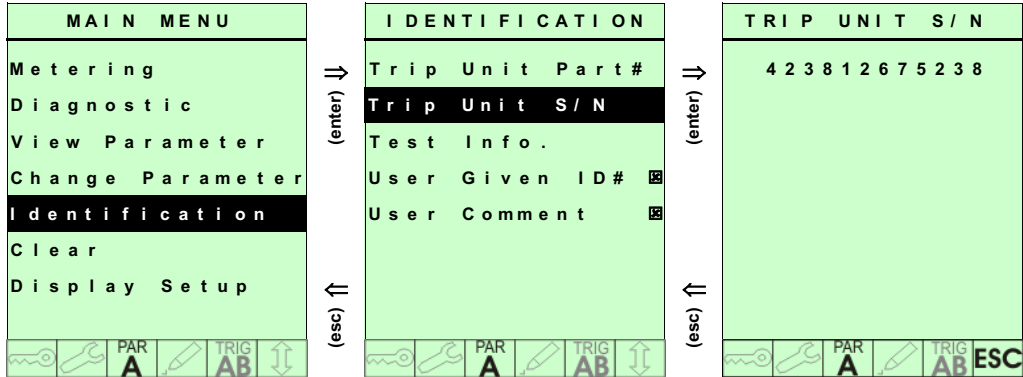 MAIN MENU
Metering
Diagnostic
View Parameter
Change Parameter
Identification
Clear
Display Setup
PAR
A
TRIG
AB
(enter)
(esc)
IDENTIFICATION
Trip Unit Part#
Trip Unit S/N
Test Info.
User Given ID#
User Comment
PAR
A
TRIG
AB
(enter)
(esc)
TRIP UNIT S/N
423812675238
PAR
A
TRIG
AB
ESC